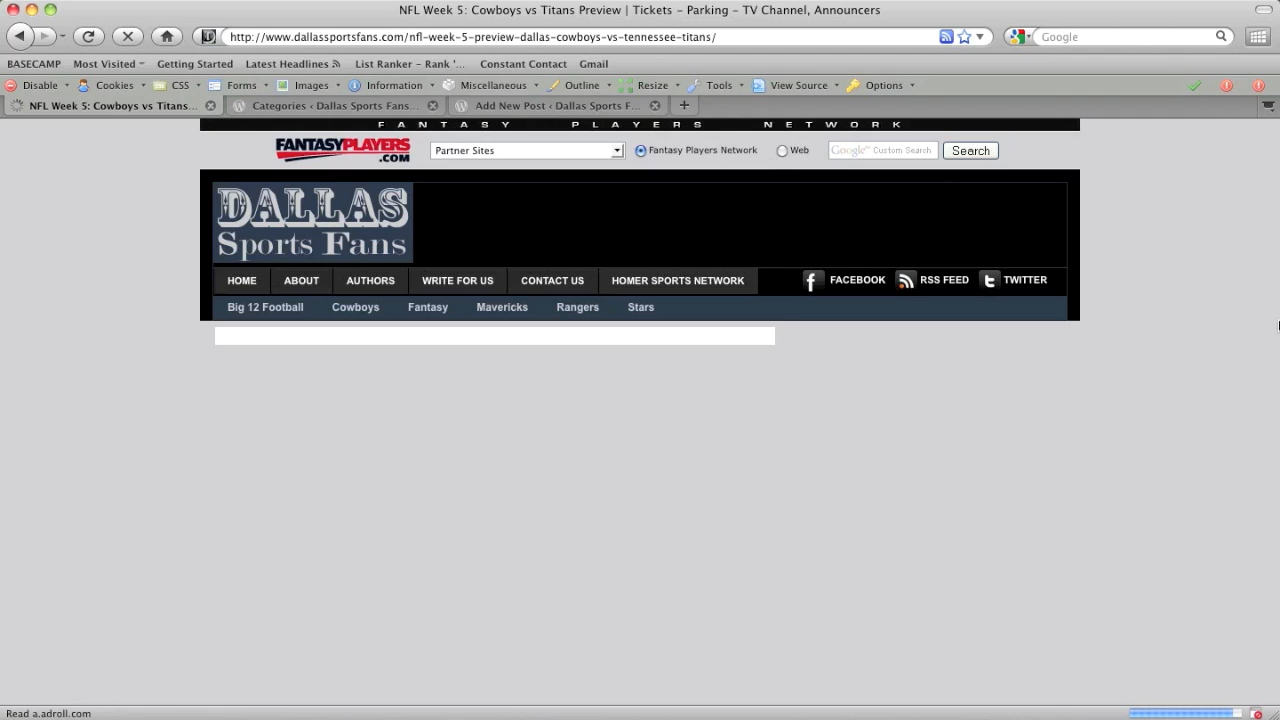 NFL Week 5: Cowboys vs Titans Preview | Tickets – Parking – TV Channel, Announcers
http://www.dallassportsfans.com/nfl-week-5-preview-dallas-cowboys-vs-tennessee-titans/ Google
BASECAMP Most Visited Getting Started Latest Headlines List Ranker – Rank '... Constant Contact Gmail
Disable Cookies CSS Forms Images Information Miscellaneous Outline Resize Tools View Source Options
NFL Week 5: Cowboys vs Titans... Categories ‹ Dallas Sports Fans... Add New Post ‹ Dallas Sports F...
FANTASY PLAYERS NETWORK
FANTASYPLAYERS.COM Partner Sites Fantasy Players Network Web Google™ Custom Search Search
DALLAS
Sports Fans
HOME ABOUT AUTHORS WRITE FOR US CONTACT US HOMER SPORTS NETWORK FACEBOOK RSS FEED TWITTER
Big 12 Football Cowboys Fantasy Mavericks Rangers Stars
Read a.adroll.com